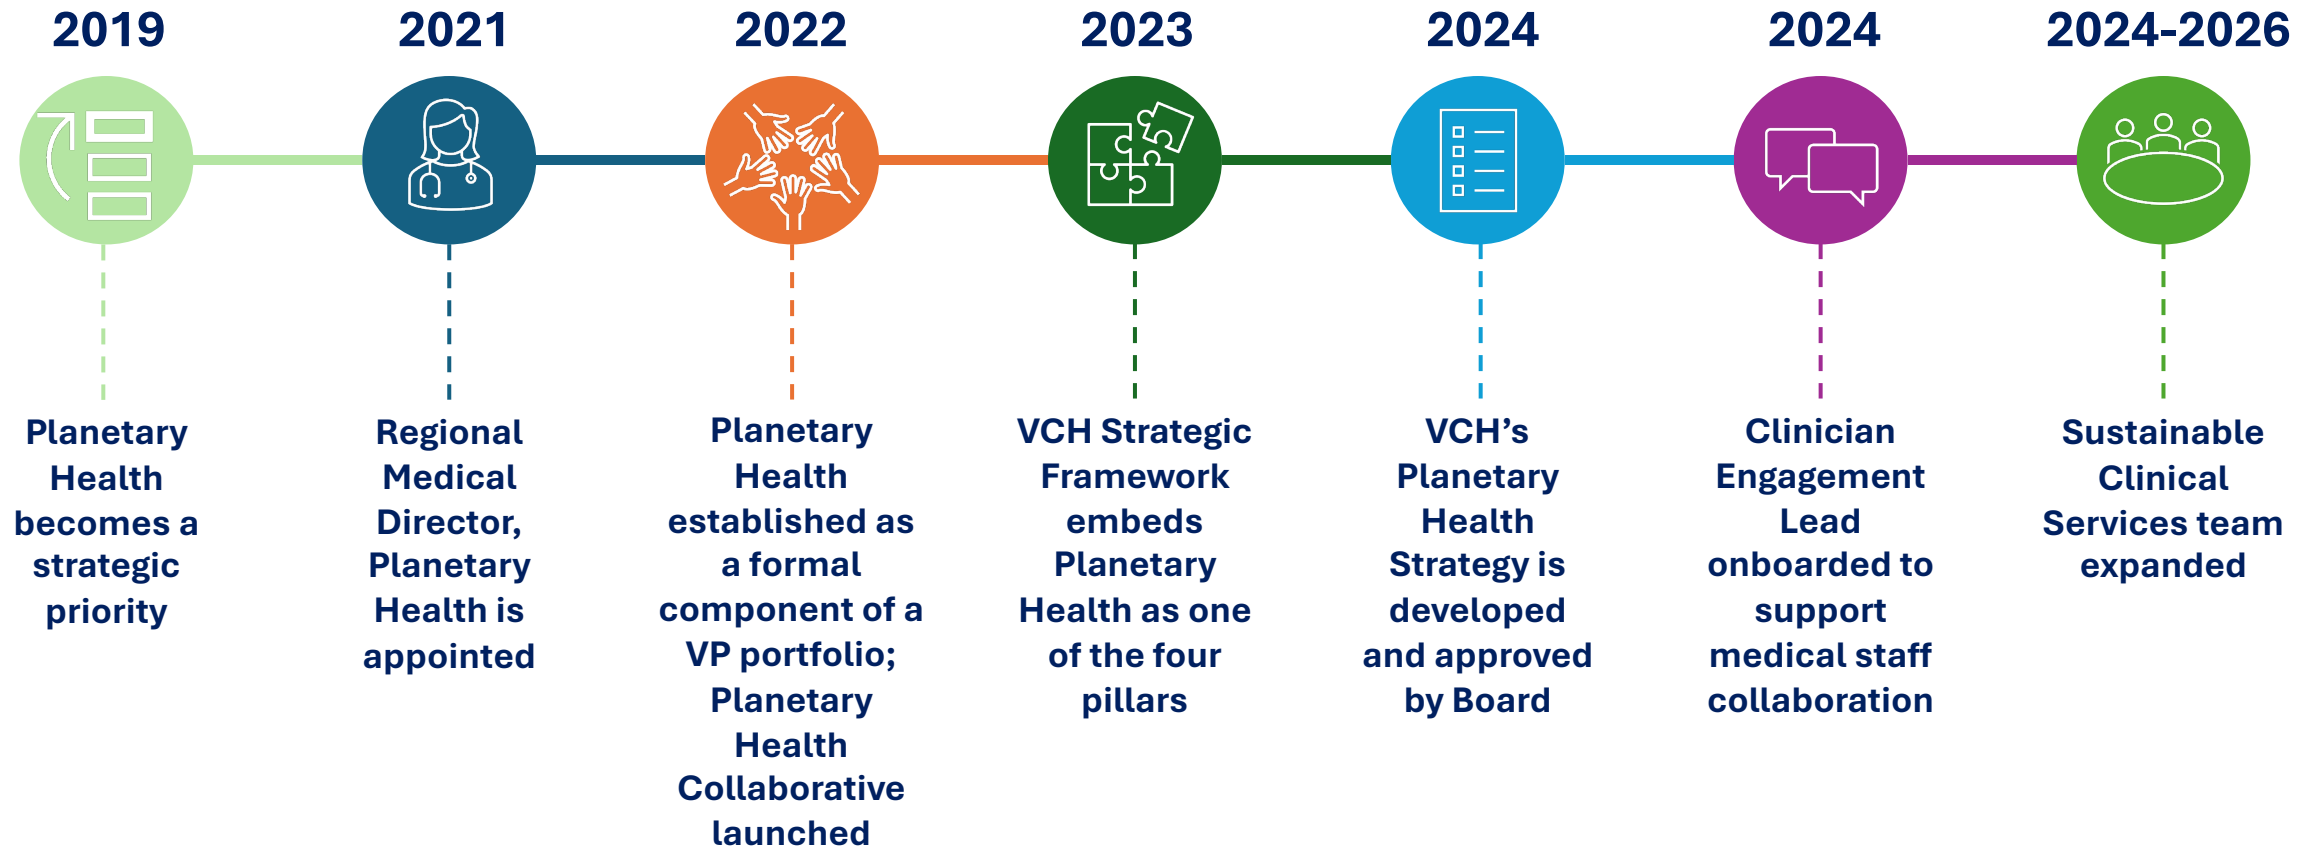 2019
Planetary
Health
becomes a
strategic
priority
2021
Regional
Medical
Director,
Planetary
Health is
appointed
2022
Planetary
Health
established as
a formal
component of a
VP portfolio;
Planetary
Health
Collaborative
launched
2023
VCH Strategic
Framework
embeds
Planetary
Health as one
of the four
pillars
2024
VCH’s
Planetary
Health
Strategy is
developed
and approved
by Board
2024
Clinician
Engagement
Lead
onboarded to
support
medical staff
collaboration
2024-2026
Sustainable
Clinical
Services team
expanded